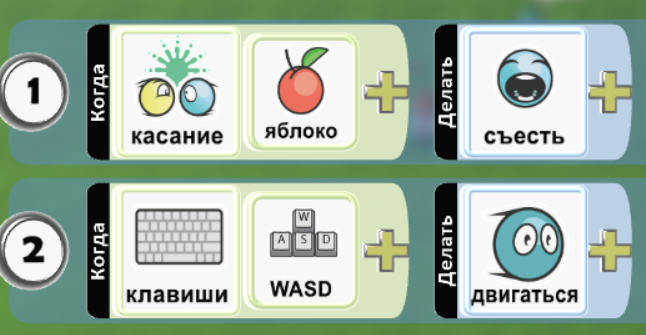 1
Когда
касание
яблоко
Делать
съесть
2
Когда
клавиши
W
A S D
WASD
Делать
двигаться